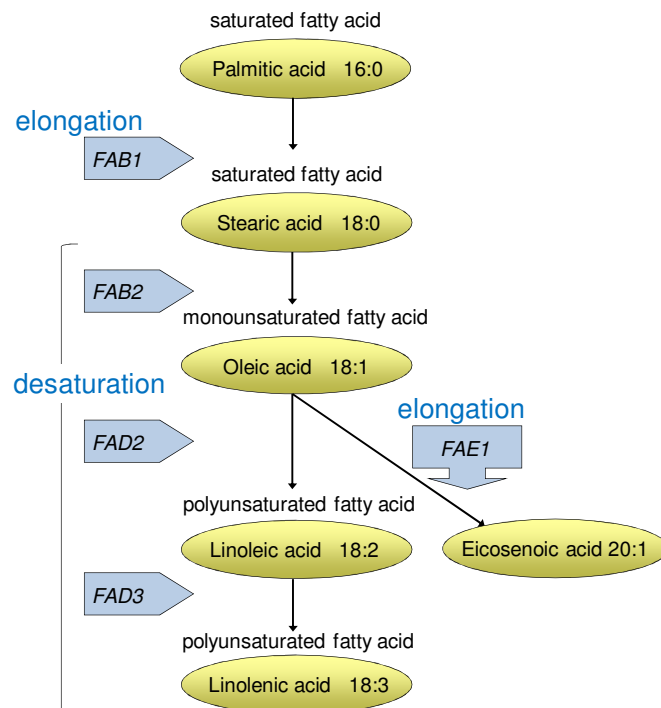 saturated fatty acid
Palmitic acid 16:0
elongation
FAB1
saturated fatty acid
Stearic acid 18:0
FAB2
monounsaturated fatty acid
Oleic acid 18:1
desaturation
elongation
FAD2
FAE1
polyunsaturated fatty acid
Linoleic acid 18:2
Eicosenoic acid 20:1
FAD3
polyunsaturated fatty acid
Linolenic acid 18:3